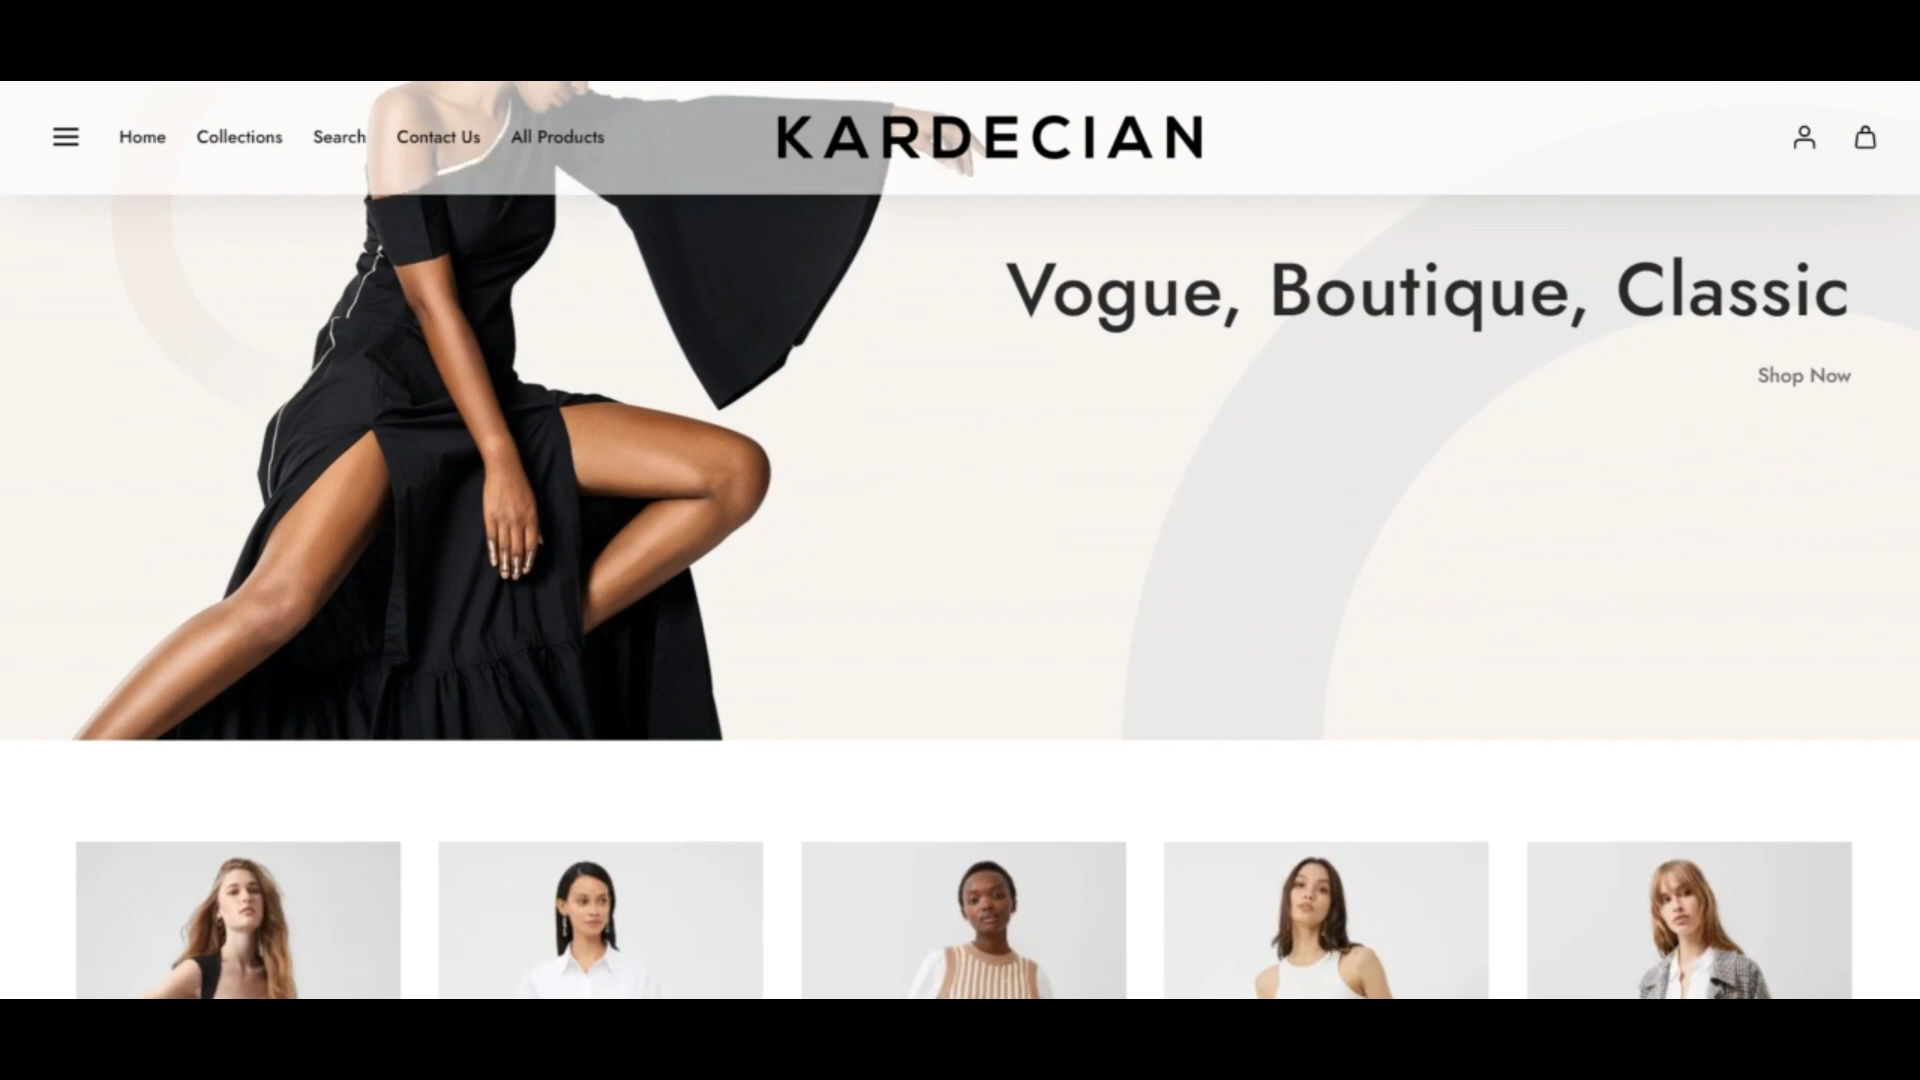 Home Collections Search Contact Us All Products
KARDECIAN
Vogue, Boutique, Classic
Shop Now